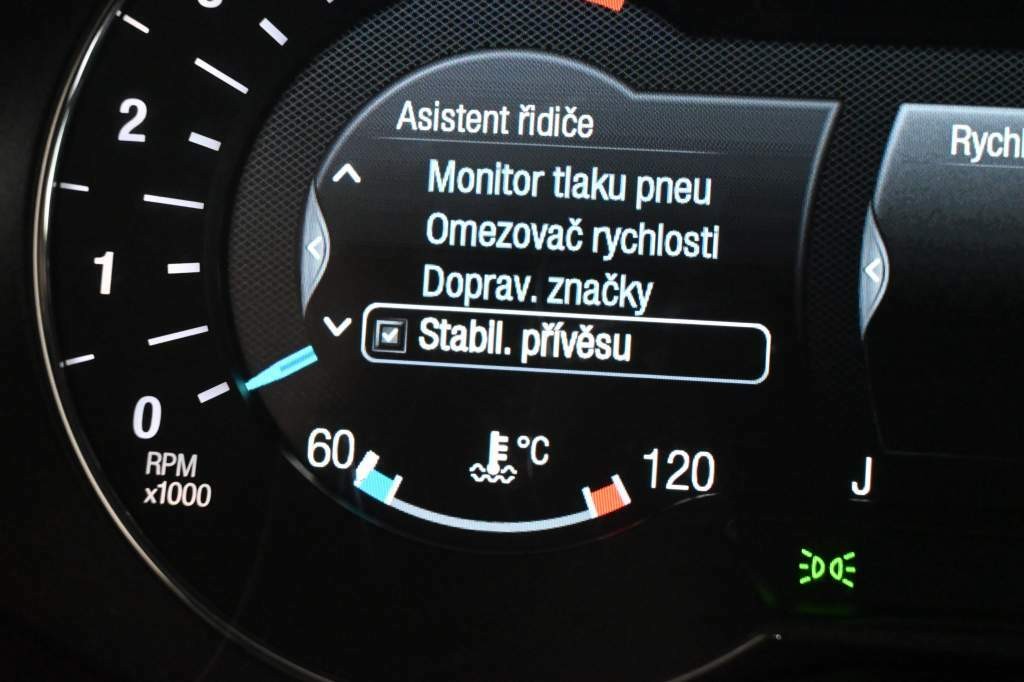 2
1
0
RPM
x1000
Asistent řidiče
Monitor tlaku pneu
Omezovač rychlosti
Doprav. značky
Stabil. přívěsu
60
°C
120
Rychl
J